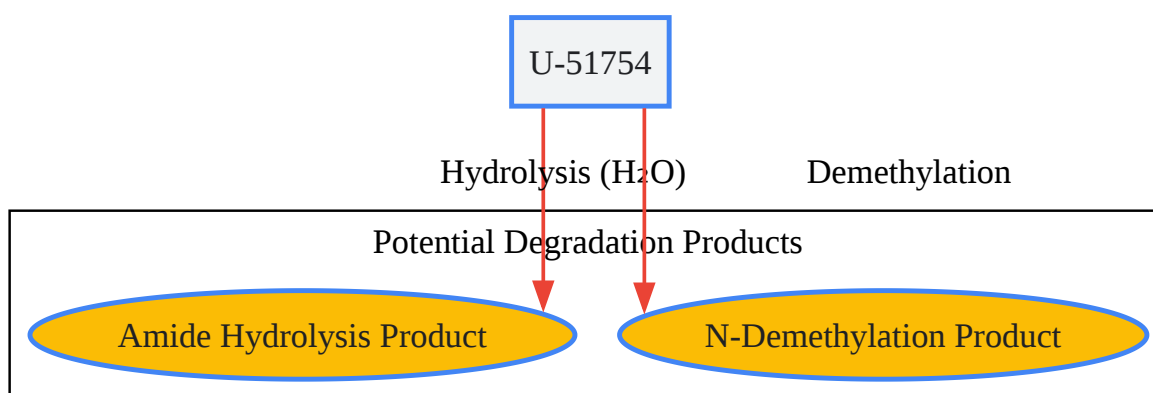 U-51754
Hydrolysis (H₂O)
Demethylation
Potential Degradation Products
Amide Hydrolysis Product
N-Demethylation Product